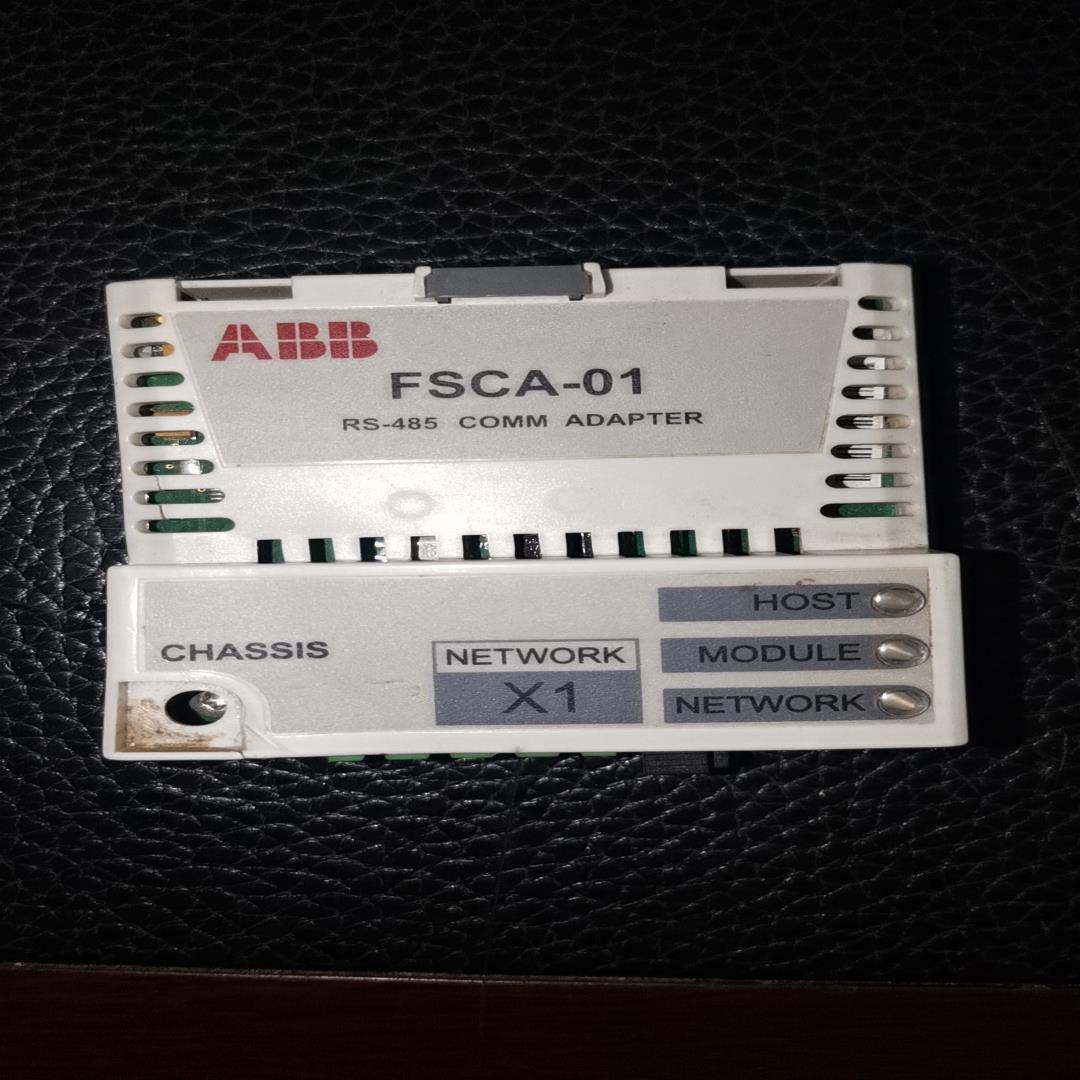 ABB
FSCA-01
RS-485 COMM ADAPTER
HOST
CHASSIS
NETWORK
MODULE
X1
NETWORK